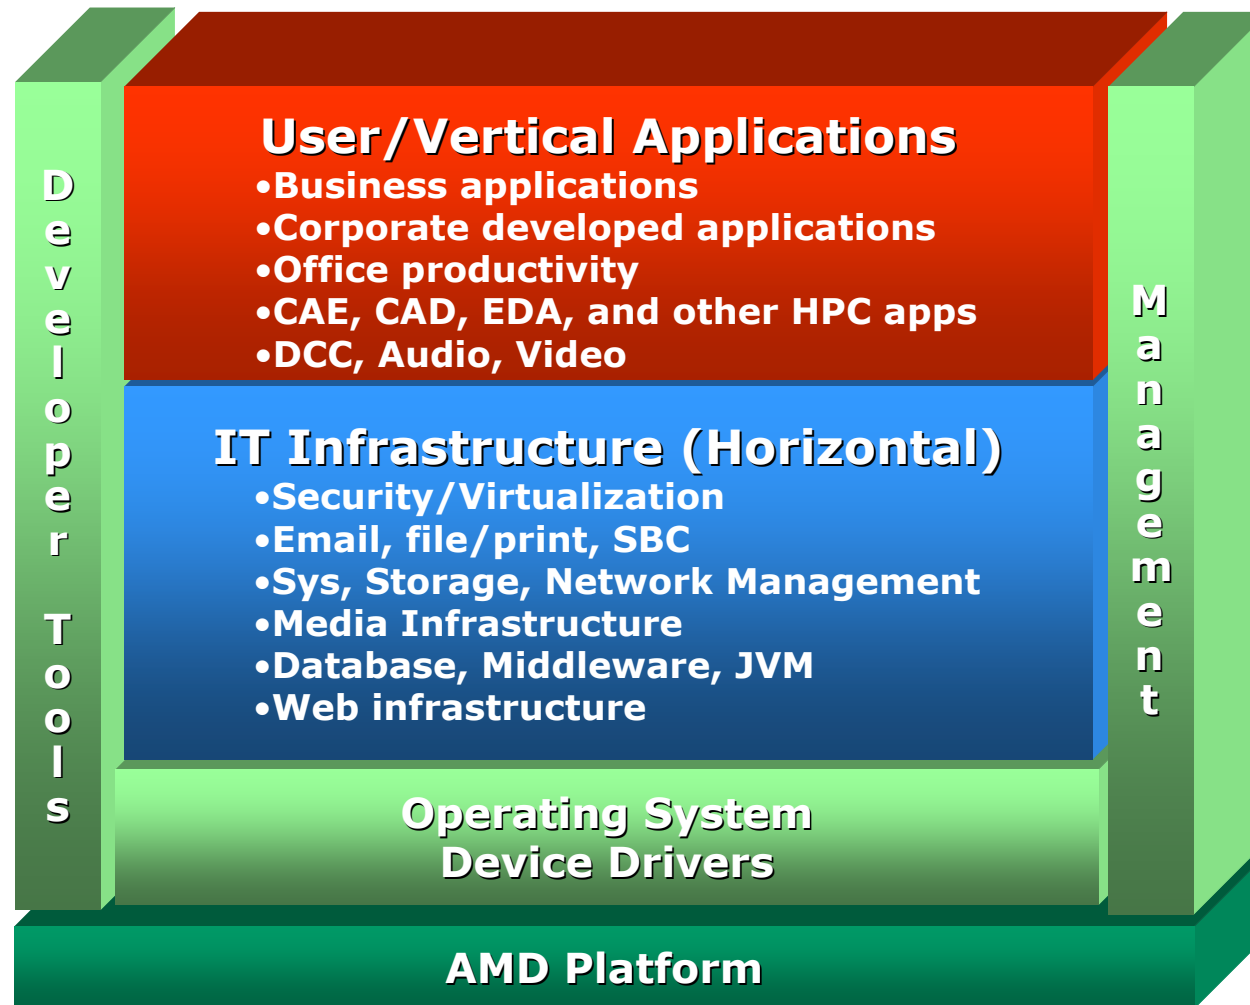 Developer Tools
User/Vertical Applications
•Business applications
•Corporate developed applications
•Office productivity
•CAE, CAD, EDA, and other HPC apps
•DCC, Audio, Video
IT Infrastructure (Horizontal)
•Security/Virtualization
•Email, file/print, SBC
•Sys, Storage, Network Management
•Media Infrastructure
•Database, Middleware, JVM
•Web infrastructure
Operating System
Device Drivers
Management
AMD Platform